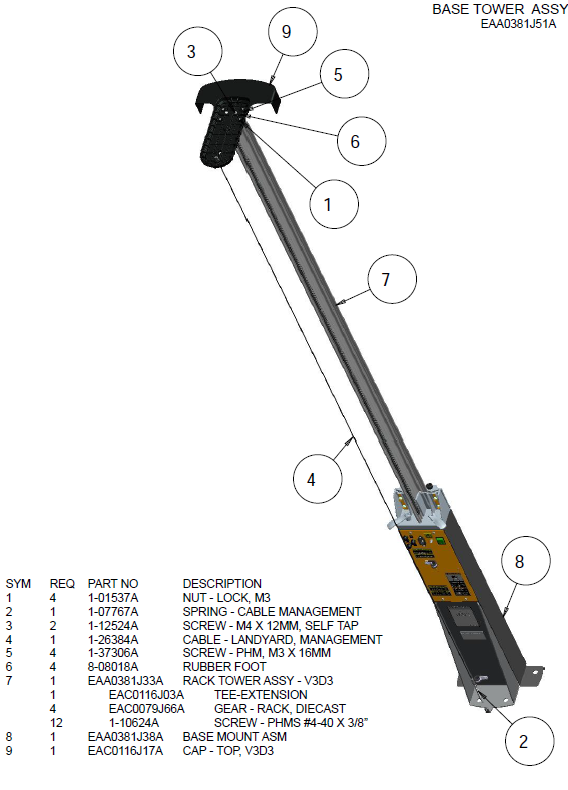 BASE TOWER ASSY
EAA0381J51A
9
3
5
6
1
7
4
8
2
SYM REQ PART NO DESCRIPTION
1 4 1-01537A NUT - LOCK, M3
2 1 1-07767A SPRING - CABLE MANAGEMENT
3 2 1-12524A SCREW - M4 X 12MM, SELF TAP
4 1 1-26384A CABLE - LANDYARD, MANAGEMENT
5 4 1-37306A SCREW - PHM, M3 X 16MM
6 4 8-08018A RUBBER FOOT
7 1 EAA0381J33A RACK TOWER ASSY - V3D3
1 EAC0116J03A TEE-EXTENSION
4 EAC0079J66A GEAR - RACK, DIECAST
12 1-10624A SCREW - PHMS #4-40 X 3/8”
8 1 EAA0381J38A BASE MOUNT ASM
9 1 EAC0116J17A CAP - TOP, V3D3